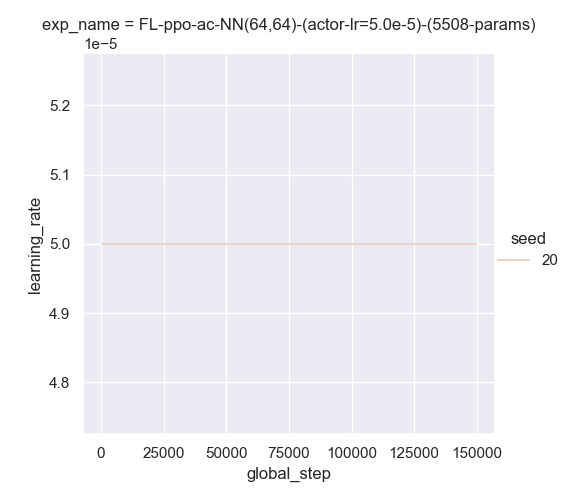 exp_name = FL-ppo-ac-NN(64,64)-(actor-lr=5.0e-5)-(5508-params)
1e−5
5.2
5.1
5.0
4.9
4.8
learning_rate
seed
20
0 25000 50000 75000 100000 125000 150000
global_step